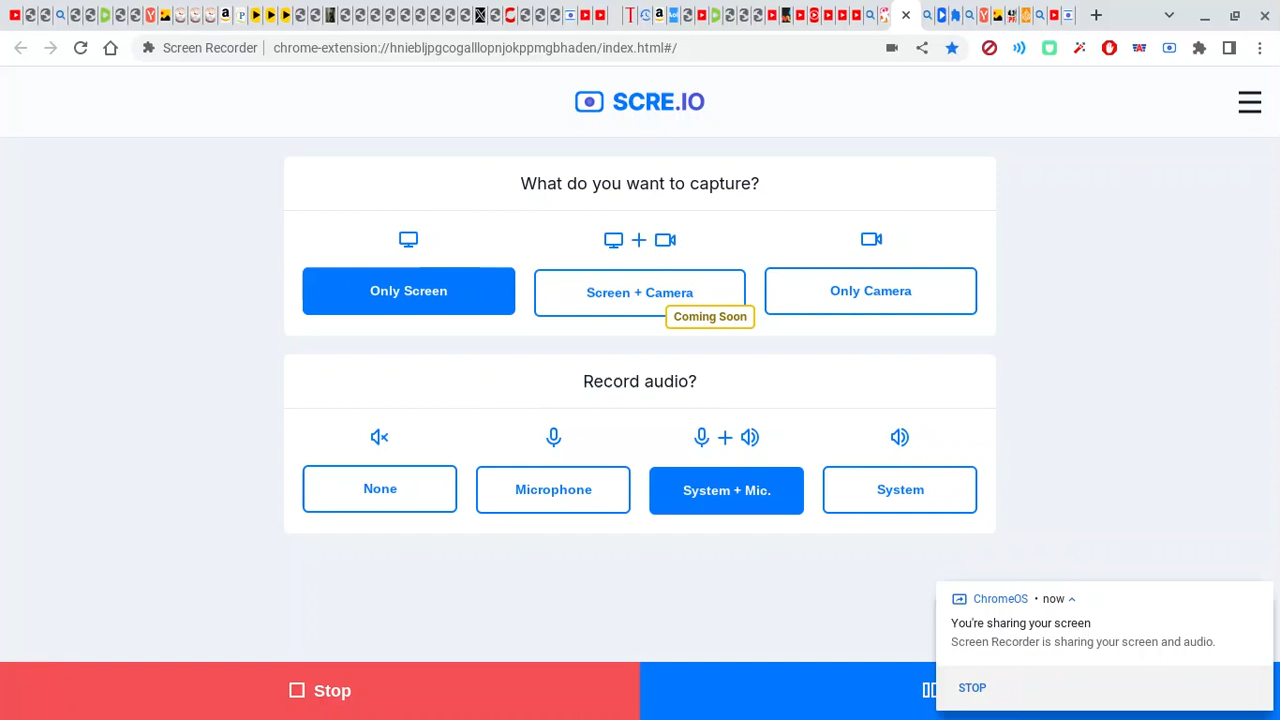 Screen Recorder
chrome-extension://hniebljpgcogalllopnjokppmgbhaden/index.html#/
SCRE.IO
What do you want to capture?
Only Screen
Screen + Camera
Only Camera
Coming Soon
Record audio?
None
Microphone
System + Mic.
System
ChromeOS • now
You're sharing your screen
Screen Recorder is sharing your screen and audio.
STOP
Stop